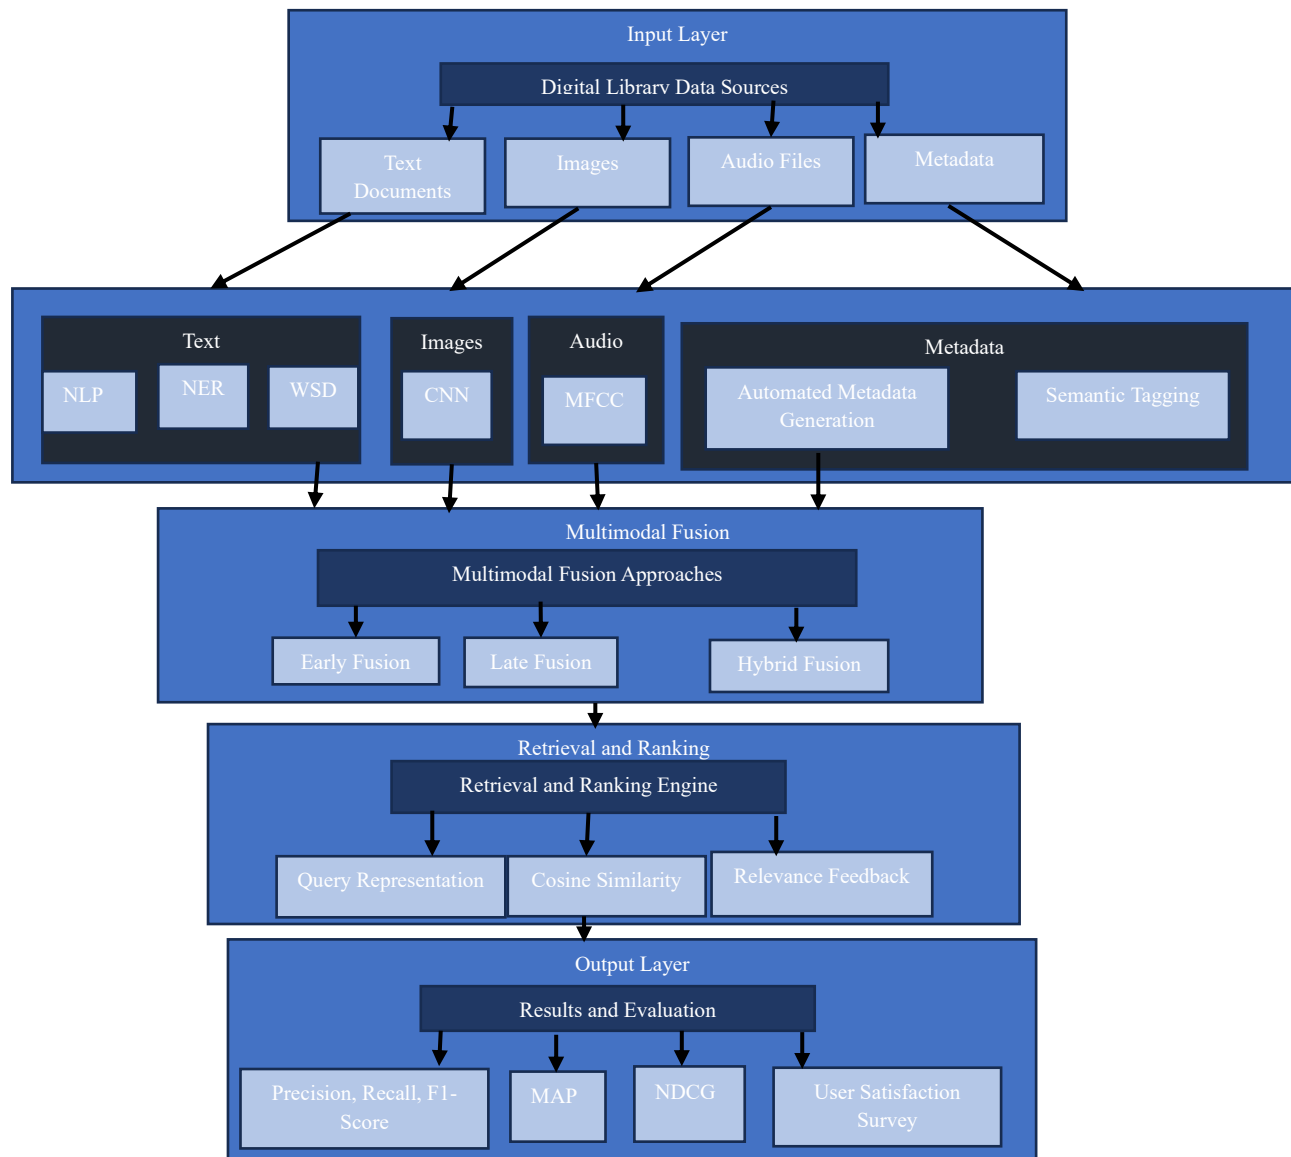 Input Layer
Digital Library Data Sources
Text
Documents
Images
Audio Files
Metadata
Text
NLP
NER
WSD
Images
CNN
Audio
MFCC
Metadata
Automated Metadata
Generation
Semantic Tagging
Multimodal Fusion
Multimodal Fusion Approaches
Early Fusion
Late Fusion
Hybrid Fusion
Retrieval and Ranking
Retrieval and Ranking Engine
Query Representation
Cosine Similarity
Relevance Feedback
Output Layer
Results and Evaluation
Precision, Recall, F1-
Score
MAP
NDCG
User Satisfaction
Survey